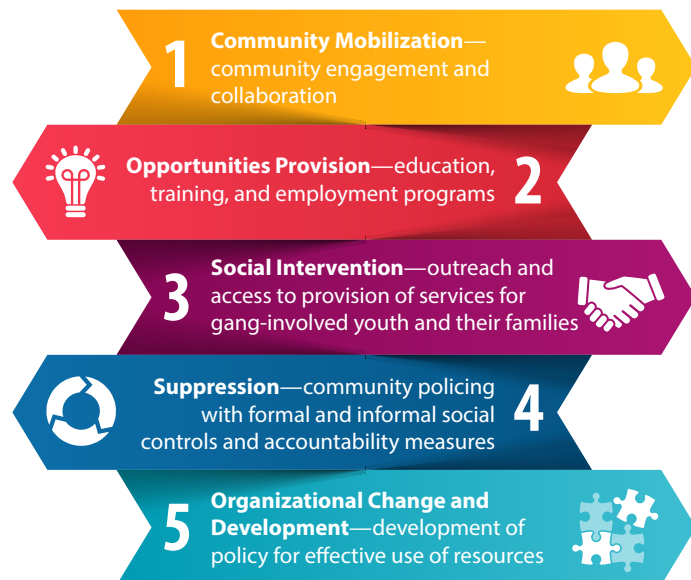 1
Community Mobilization—
community engagement and
collaboration
Opportunities Provision—education,
training, and employment programs
2
3
Social Intervention—outreach and
access to provision of services for
gang-involved youth and their families
Suppression—community policing
with formal and informal social
controls and accountability measures
4
5
Organizational Change and
Development—development of
policy for effective use of resources